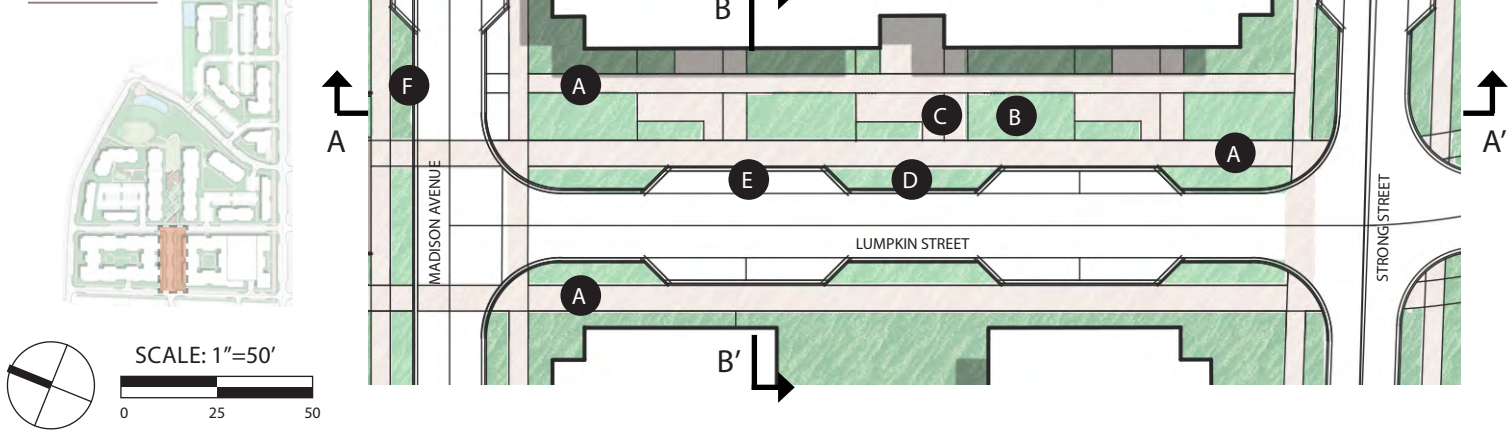 B
F
A
A
A'
C
B
A
E
D
MADISON AVENUE
LUMPKIN STREET
STRONG STREET
A
B'
SCALE: 1"=50'
0 25 50